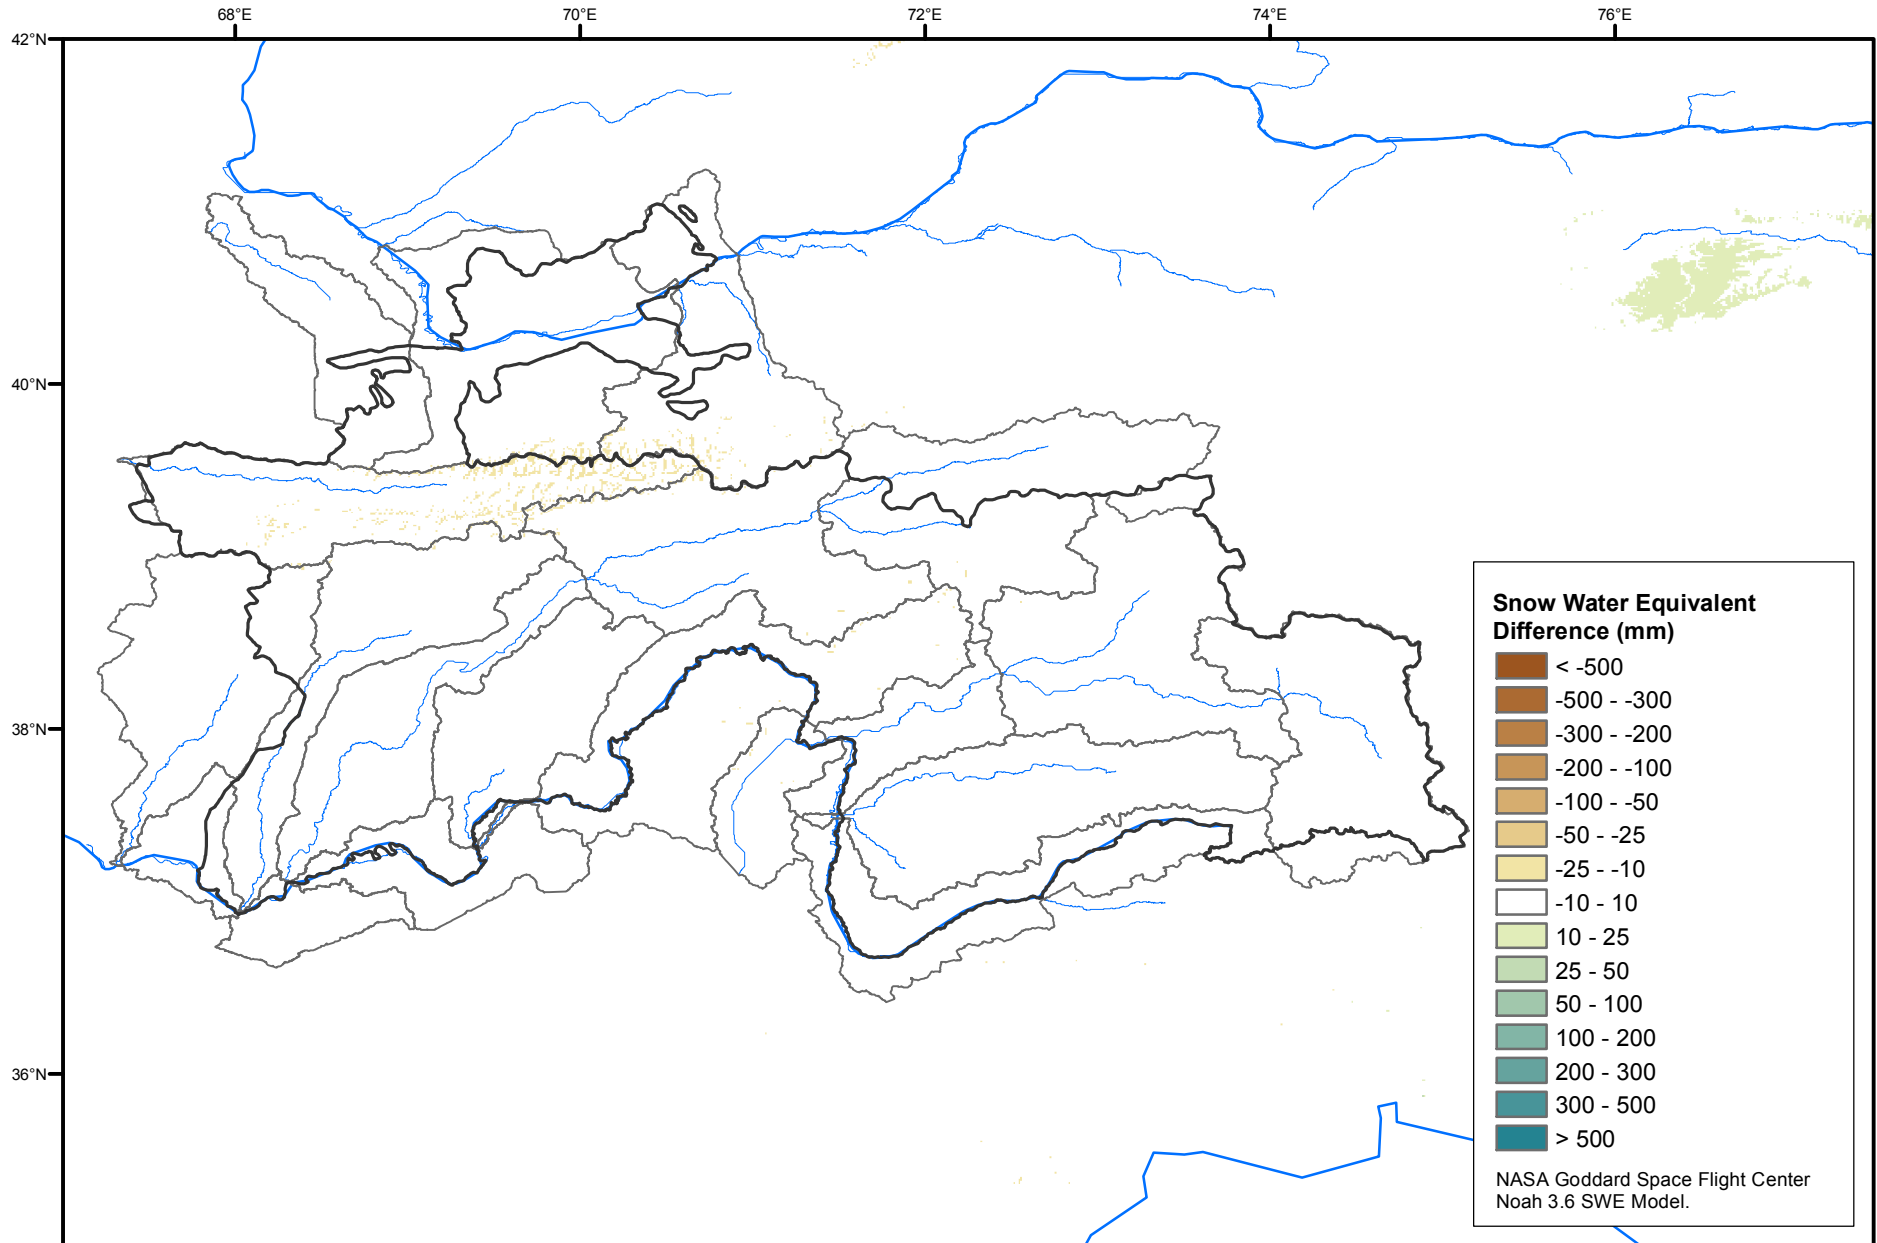 68°E
70°E
72°E
74°E
76°E
42°N
40°N
38°N
36°N
Snow Water Equivalent
Difference (mm)
< -500
-500 - -300
-300 - -200
-200 - -100
-100 - -50
-50 - -25
-25 - -10
-10 - 10
10 - 25
25 - 50
50 - 100
100 - 200
200 - 300
300 - 500
> 500
NASA Goddard Space Flight Center
Noah 3.6 SWE Model.